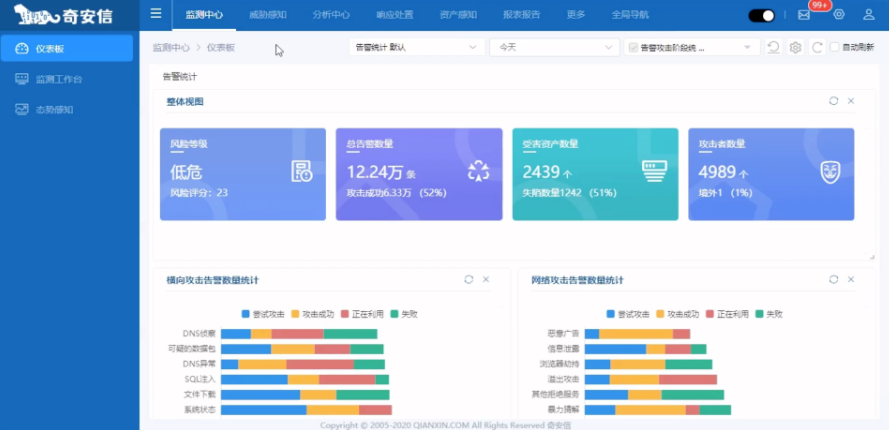 奇安信
监测中心 威胁感知 分析中心 响应处置 资产感知 报表报告 更多 全局导航
99+
仪表板
监测工作台
态势感知
监测中心 > 仪表板
告警统计 默认
今天
告警攻击阶段统 ...
自动刷新
告警统计
整体视图
风险等级
低危
风险评分：23
总告警数量
12.24万 条
攻击成功6.33万 （52%）
受害资产数量
2439 个
失陷数量1242 （51%）
攻击者数量
4989 个
境外1 （1%）
横向攻击告警数量统计
尝试攻击 攻击成功 正在利用 失败
DNS侦察
可疑的数据包
DNS异常
SQL注入
文件下载
系统状态
网络攻击告警数量统计
尝试攻击 攻击成功 正在利用 失败
恶意广告
信息泄露
浏览器劫持
溢出攻击
其他拒绝服务
暴力猜解
Copyright © 2005-2020 QIANXIN.COM All Rights Reserved 奇安信